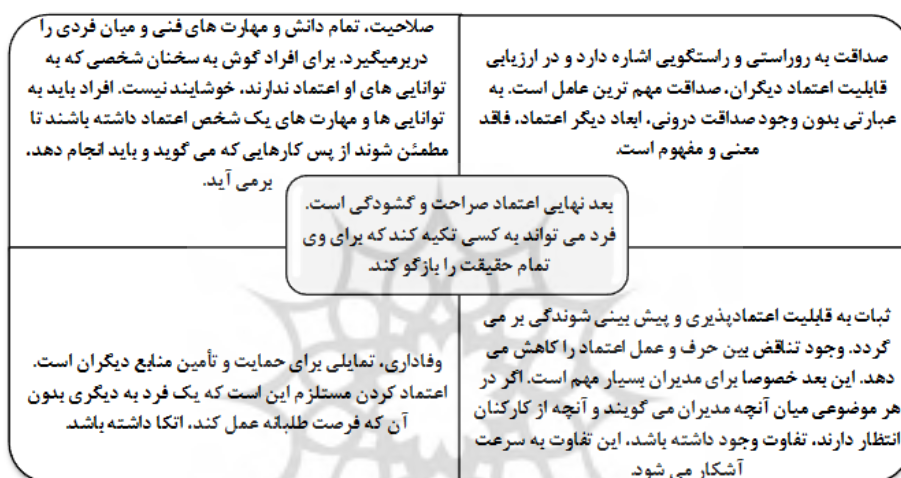 صداقت به روراستی و راستگویی اشاره دارد و در ارزیابی
قابلیت اعتماد دیگران، صداقت مهم ترین عامل است. به
عبارتی بدون وجود صداقت درونی، ابعاد دیگر اعتماد، فاقد
معنی و مفهوم است.
صلاحیت، تمام دانش و مهارت های فنی و میان فردی را
دربرمیگیرد. برای افراد گوش به سخنان شخصی که به
توانایی های او اعتماد ندارند، خوشایند نیست. افراد باید به
توانایی ها و مهارت های یک شخص اعتماد داشته باشند تا
مطمئن شوند از پس کارهایی که می گوید و باید انجام دهد،
برمی آید.
بعد نهایی اعتماد صراحت و گشودگی است.
فرد می تواند به کسی تکیه کند که برای وی
تمام حقیقت را بازگو کند.
ثبات به قابلیت اعتمادپذیری و پیش بینی شوندگی بر می
گردد. وجود تناقض بین حرف و عمل اعتماد را کاهش می
دهد. این بعد خصوصا برای مدیران بسیار مهم است. اگر در
هر موضوعی میان آنچه مدیران می گویند و آنچه از کارکنان
انتظار دارند، تفاوت وجود داشته باشد، این تفاوت به سرعت
آشکار می شود.
وفاداری، تمایلی برای حمایت و تأمین منابع دیگران است.
اعتماد کردن مستلزم این است که یک فرد به دیگری بدون
آن که فرصت طلبانه عمل کند، اتکا داشته باشد.